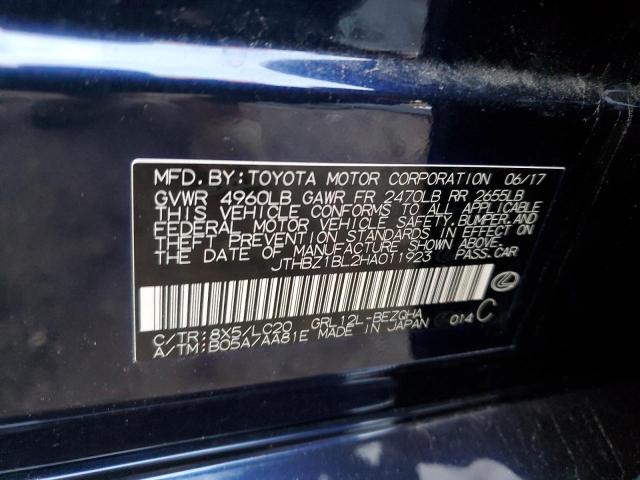 MFD. BY: TOYOTA MOTOR CORPORATION 06/17
GVWR 4960LB GAWR FR 2470LB RR 2655LB
THIS VEHICLE CONFORMS TO ALL APPLICABLE
FEDERAL MOTOR VEHICLE SAFETY, BUMPER, AND
THEFT PREVENTION STANDARDS IN EFFECT ON
THE DATE OF MANUFACTURE SHOWN ABOVE.
JTHBZ1BL2HA011923 PASS.CAR
C/TR:8X5/LC20 GRL12L-BEZQHA
A/TM:B05A/AA81E MADE IN JAPAN 014 C